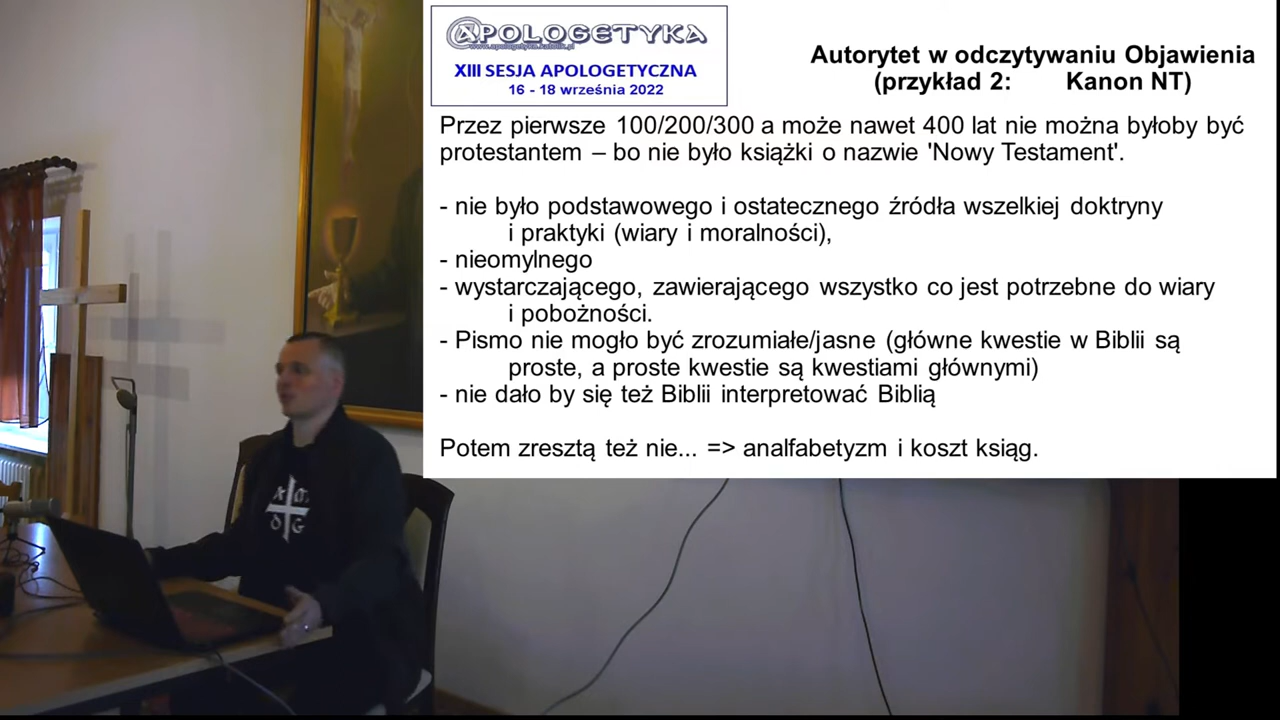 @POLOGETYKA
www.apologetyka.katolik.pl
XIII SESJA APOLOGETYCZNA
16 - 18 września 2022
Autorytet w odczytywaniu Objawienia
(przykład 2: Kanon NT)
Przez pierwsze 100/200/300 a może nawet 400 lat nie można byłoby być
protestantem – bo nie było książki o nazwie 'Nowy Testament'.
- nie było podstawowego i ostatecznego źródła wszelkiej doktryny
i praktyki (wiary i moralności),
- nieomylnego
- wystarczającego, zawierającego wszystko co jest potrzebne do wiary
i pobożności.
- Pismo nie mogło być zrozumiałe/jasne (główne kwestie w Biblii są
proste, a proste kwestie są kwestiami głównymi)
- nie dało by się też Biblii interpretować Biblią
Potem zresztą też nie... => analfabetyzm i koszt ksiąg.
A M
D G